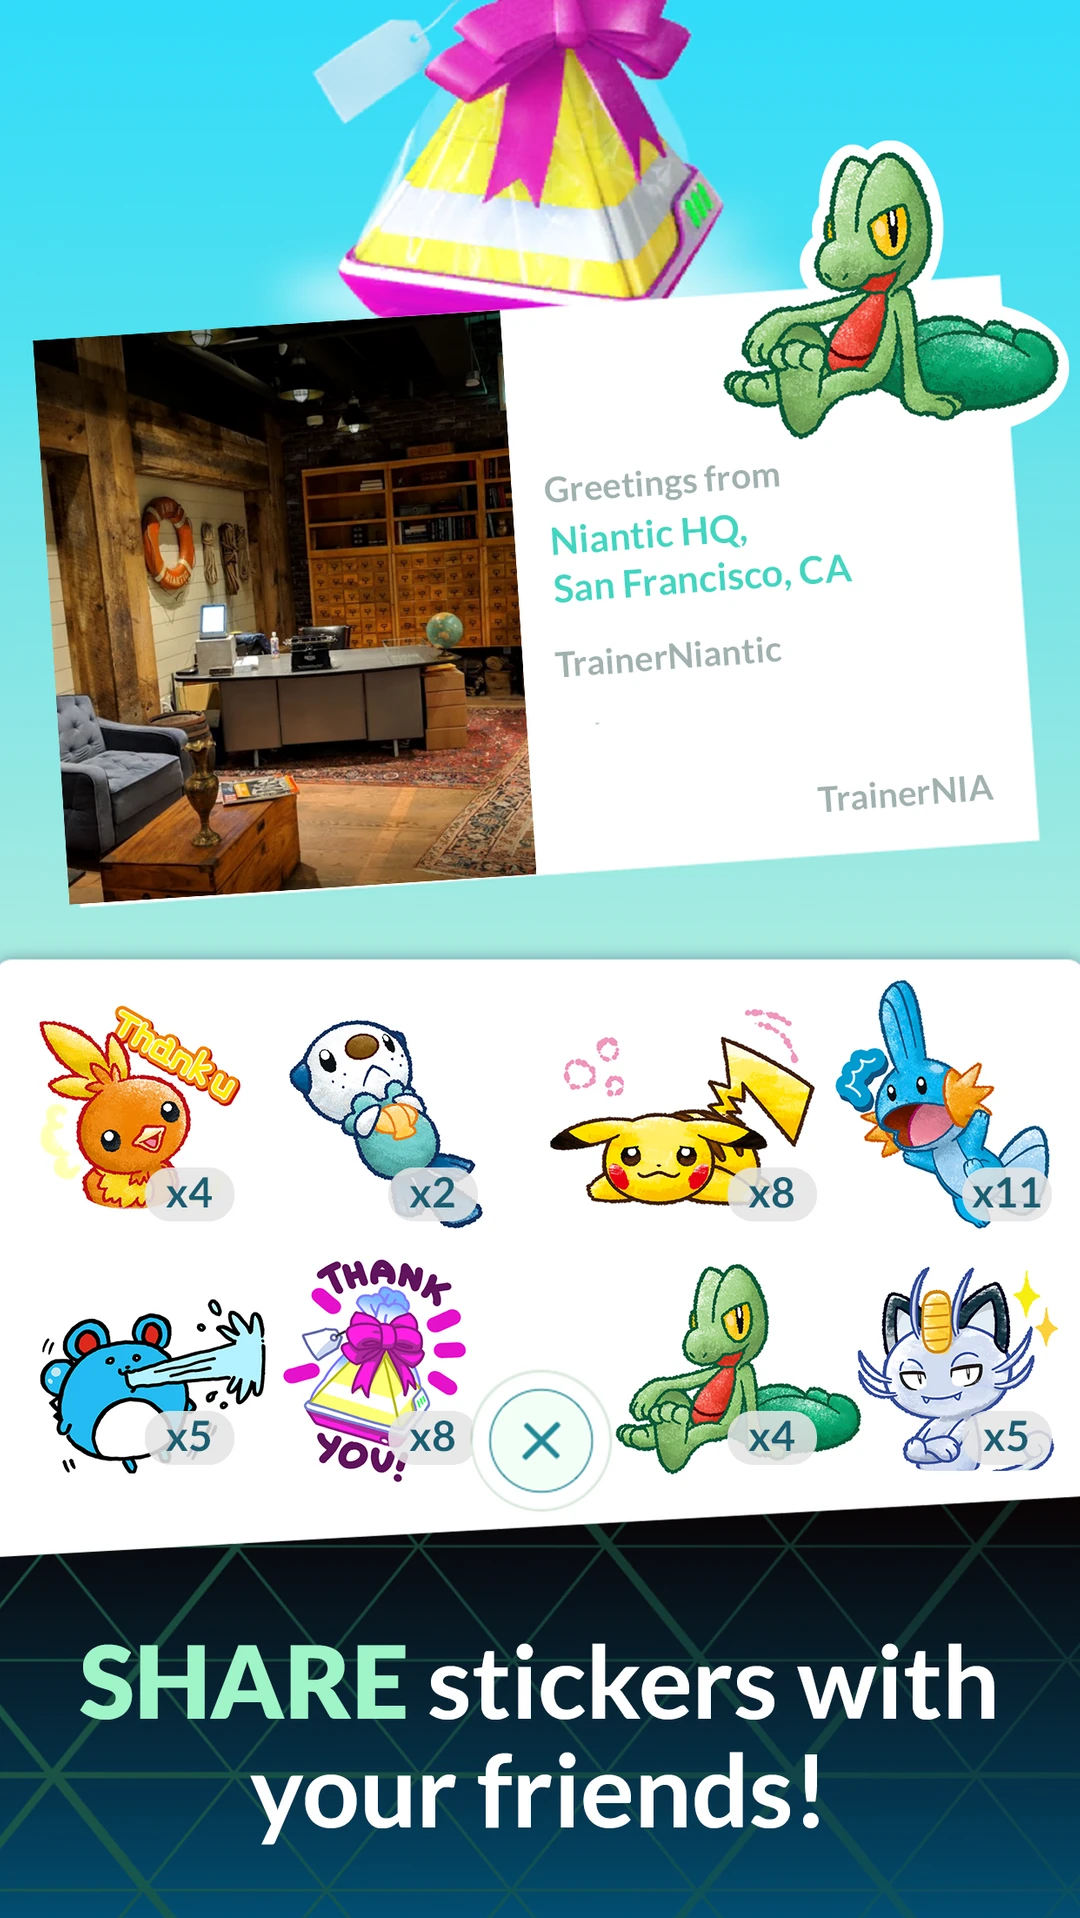 Greetings from
Niantic HQ,
San Francisco, CA
TrainerNiantic
TrainerNIA
Thank u
x4
x2
x8
x11
x5
THANK
YOU!
x8
x4
x5
SHARE stickers with
your friends!